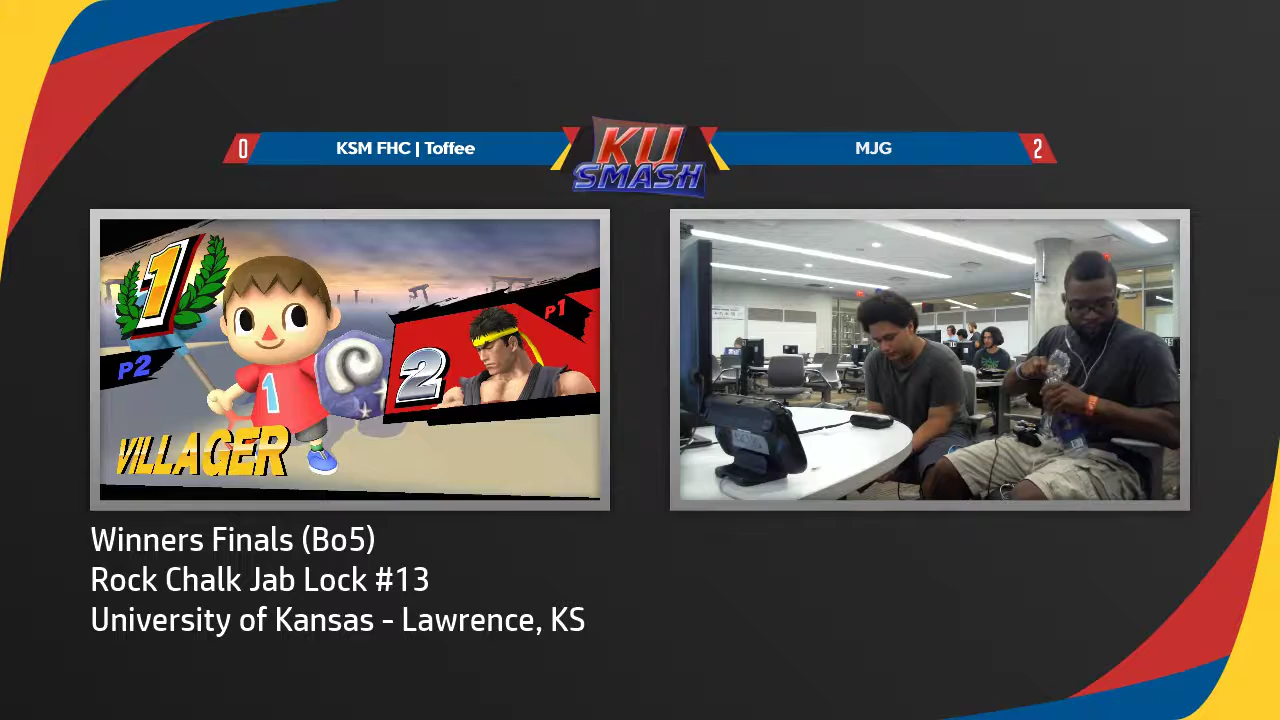 0
KSM FHC | Toffee
KU
SMASH
MJG
2
1
P2
P1
2
1
VILLAGER
Winners Finals (Bo5)
Rock Chalk Jab Lock #13
University of Kansas - Lawrence, KS